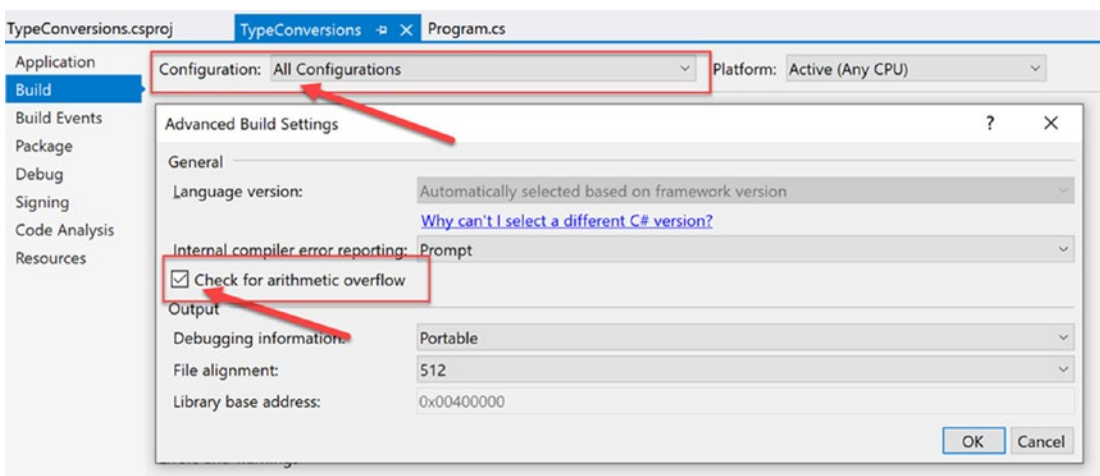 TypeConversions.csproj TypeConversions Program.cs
Application
Configuration: All Configurations Platform: Active (Any CPU)
Build
Build Events
Advanced Build Settings ? 
Package
General
Debug
Language version: Automatically selected based on framework version
Signing
Why can't I select a different C# version?
Code Analysis
Internal compiler error reporting: Prompt
Resources
Check for arithmetic overflow
Output
Debugging information: Portable
File alignment: 512
Library base address: 0x00400000
OK Cancel